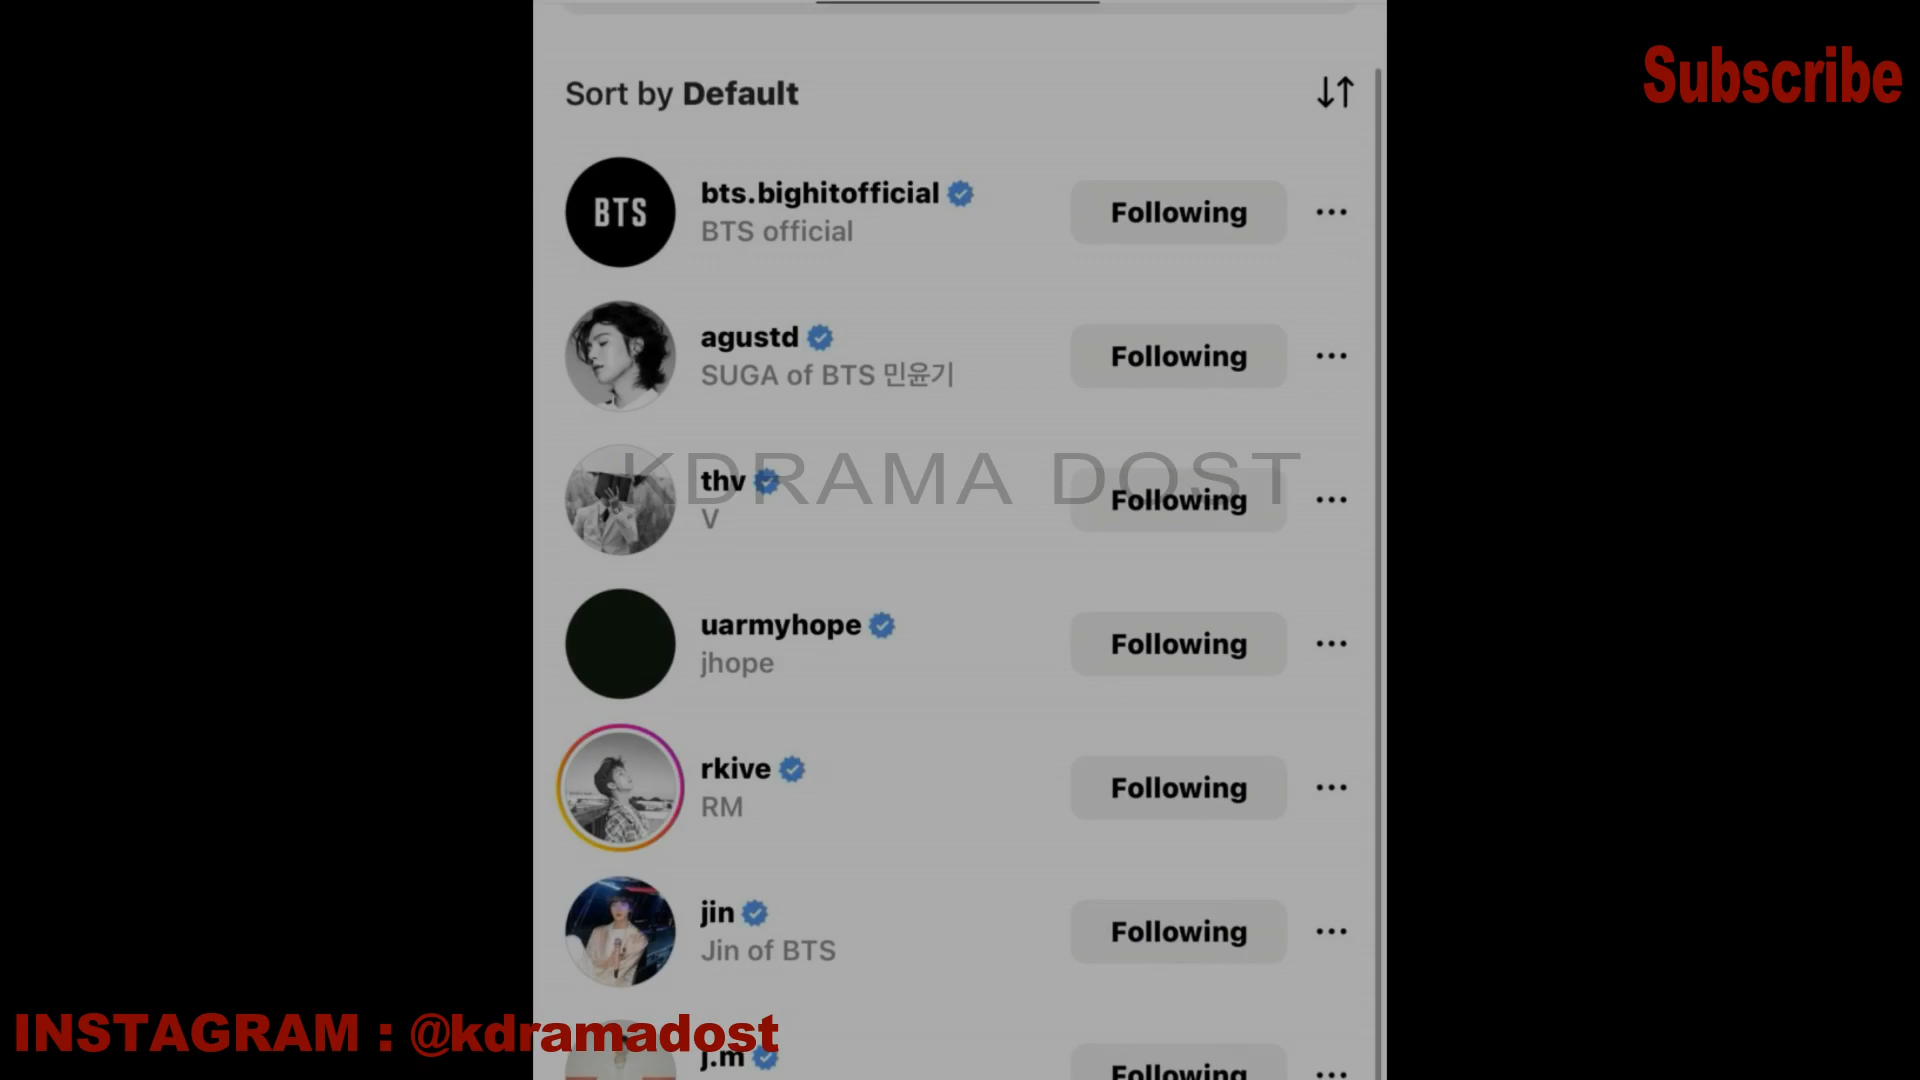 Subscribe
Sort by Default
BTS
bts.bighitofficial
BTS official
Following
agustd
SUGA of BTS 민윤기
Following
KDRAMA DOST
thv
V
Following
uarmyhope
jhope
Following
rkive
RM
Following
jin
Jin of BTS
Following
INSTAGRAM : @kdramadost
j.m
Following